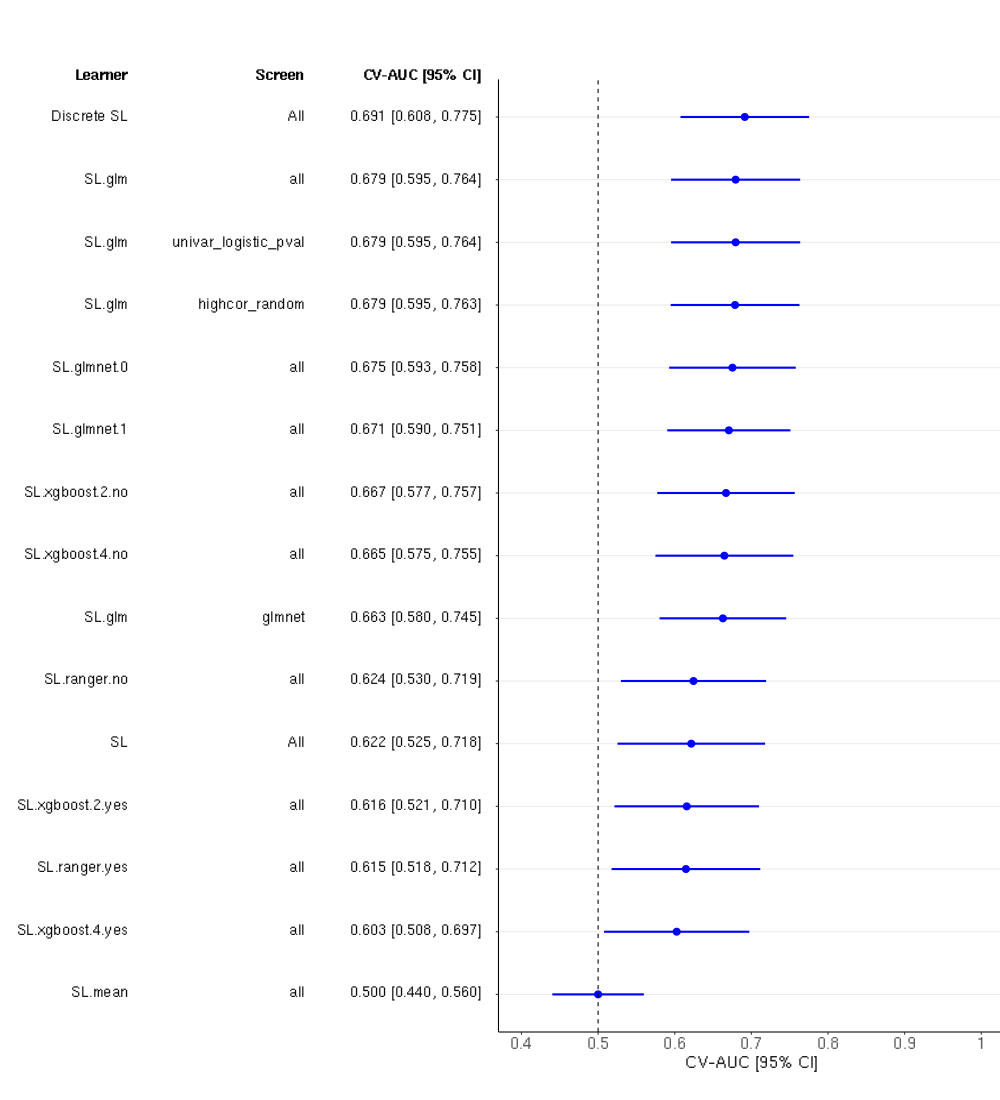 Learner Screen CV-AUC [95% CI]
Discrete SL All 0.691 [0.608, 0.775]
SL.glm all 0.679 [0.595, 0.764]
SL.glm univar_logistic_pval 0.679 [0.595, 0.764]
SL.glm highcor_random 0.679 [0.595, 0.763]
SL.glmnet.0 all 0.675 [0.593, 0.758]
SL.glmnet.1 all 0.671 [0.590, 0.751]
SL.xgboost.2.no all 0.667 [0.577, 0.757]
SL.xgboost.4.no all 0.665 [0.575, 0.755]
SL.glm glmnet 0.663 [0.580, 0.745]
SL.ranger.no all 0.624 [0.530, 0.719]
SL All 0.622 [0.525, 0.718]
SL.xgboost.2.yes all 0.616 [0.521, 0.710]
SL.ranger.yes all 0.615 [0.518, 0.712]
SL.xgboost.4.yes all 0.603 [0.508, 0.697]
SL.mean all 0.500 [0.440, 0.560]
0.4 0.5 0.6 0.7 0.8 0.9 1
CV-AUC [95% CI]